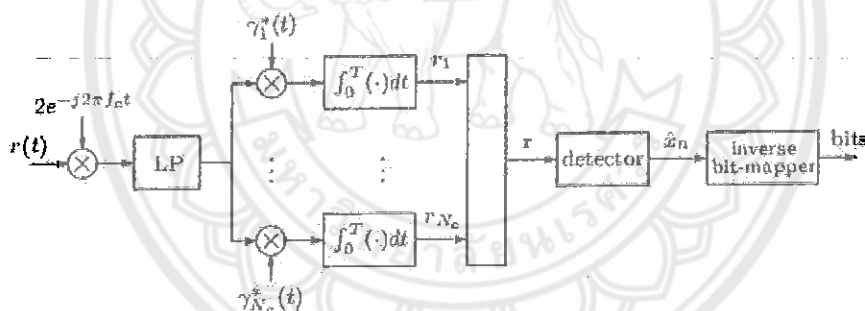 γ₁*(t)
∫₀ᵀ(·)dt
r₁
2e^{-j2πf_c t}
r(t)
LP
r
detector
x̂ₙ
inverse
bit-mapper
bits
∫₀ᵀ(·)dt
r_{N_c}
γ*_{N_c}(t)